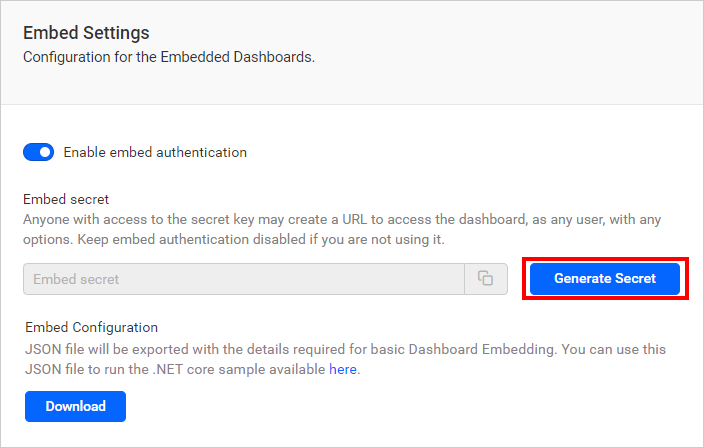 Embed Settings
Configuration for the Embedded Dashboards.
Enable embed authentication
Embed secret
Anyone with access to the secret key may create a URL to access the dashboard, as any user, with any
options. Keep embed authentication disabled if you are not using it.
Embed secret
Generate Secret
Embed Configuration
JSON file will be exported with the details required for basic Dashboard Embedding. You can use this
JSON file to run the .NET core sample available here.
Download